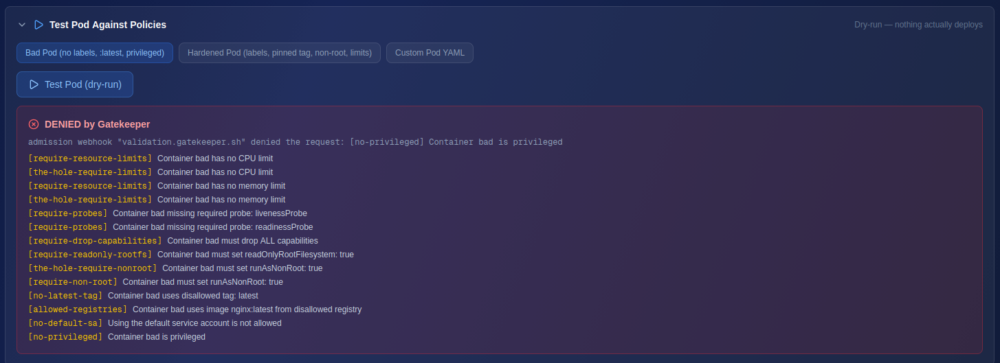 Test Pod Against Policies
Dry-run — nothing actually deploys
Bad Pod (no labels, :latest, privileged)
Hardened Pod (labels, pinned tag, non-root, limits)
Custom Pod YAML
Test Pod (dry-run)
DENIED by Gatekeeper
admission webhook "validation.gatekeeper.sh" denied the request: [no-privileged] Container bad is privileged
[require-resource-limits] Container bad has no CPU limit
[the-hole-require-limits] Container bad has no CPU limit
[require-resource-limits] Container bad has no memory limit
[the-hole-require-limits] Container bad has no memory limit
[require-probes] Container bad missing required probe: livenessProbe
[require-probes] Container bad missing required probe: readinessProbe
[require-drop-capabilities] Container bad must drop ALL capabilities
[require-readonly-rootfs] Container bad must set readOnlyRootFilesystem: true
[the-hole-require-nonroot] Container bad must set runAsNonRoot: true
[require-non-root] Container bad must set runAsNonRoot: true
[no-latest-tag] Container bad uses disallowed tag: latest
[allowed-registries] Container bad uses image nginx:latest from disallowed registry
[no-default-sa] Using the default service account is not allowed
[no-privileged] Container bad is privileged